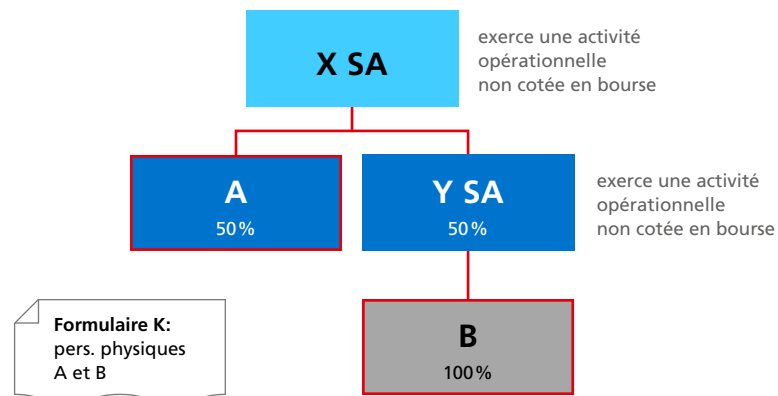 X SA
exerce une activité
opérationnelle
non cotée en bourse
A
50%
Y SA
50%
exerce une activité
opérationnelle
non cotée en bourse
Formulaire K:
pers. physiques
A et B
B
100%